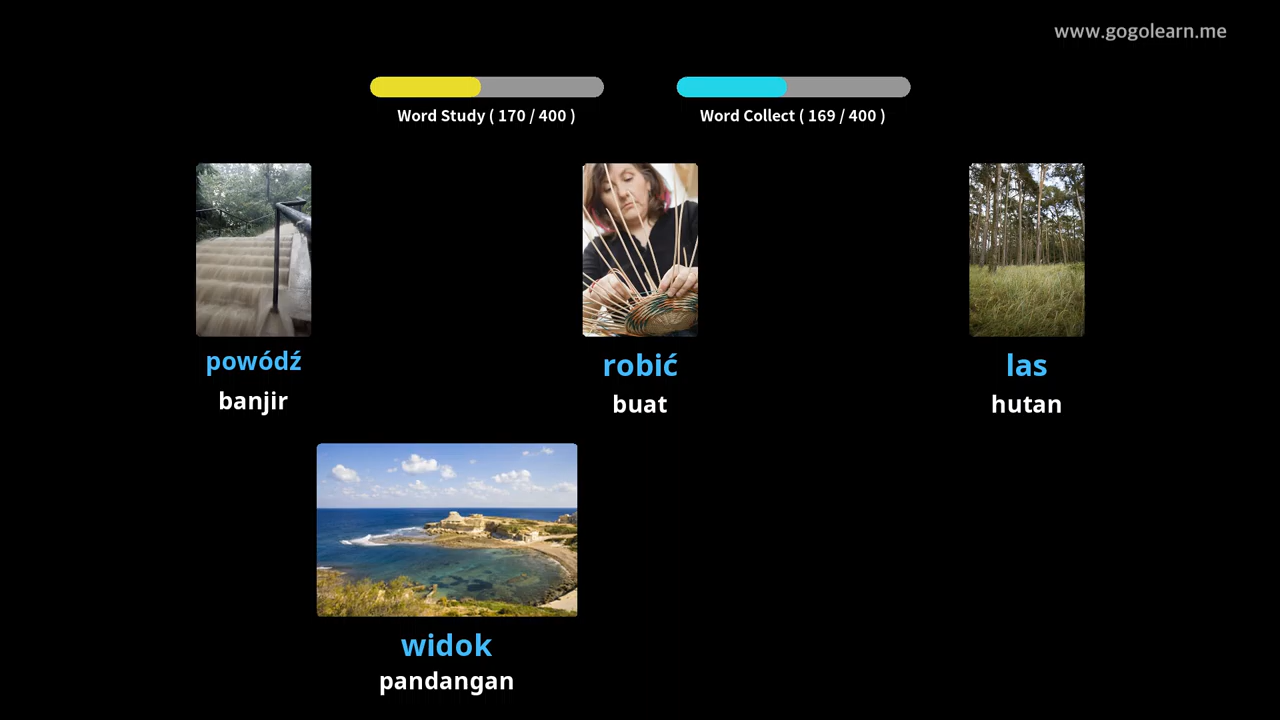 www.gogolearn.me
Word Study ( 170 / 400 )
Word Collect ( 169 / 400 )
powódź
banjir
robić
buat
las
hutan
widok
pandangan